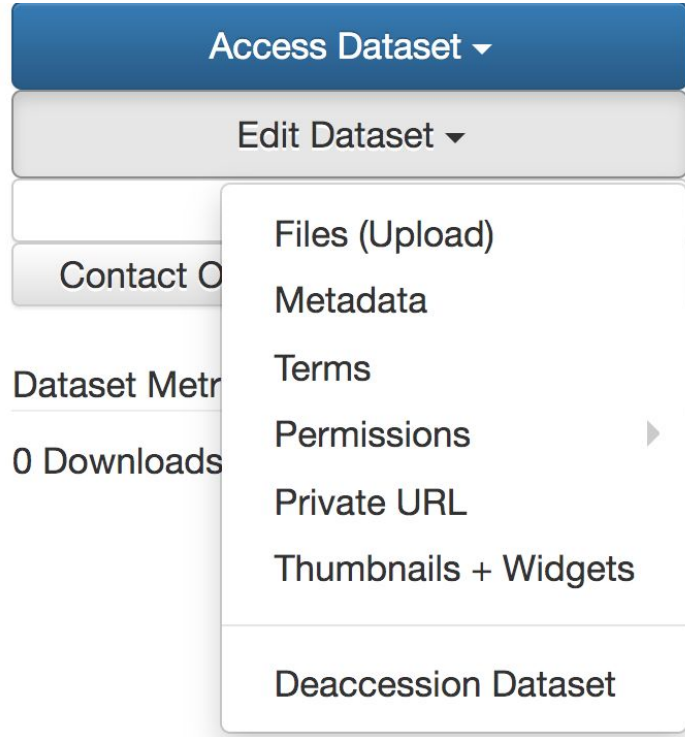 Access Dataset
Edit Dataset
Files (Upload)
Contact
Metadata
Terms
Dataset
Permissions
0 Downloads
Private URL
Thumbnails + Widgets
Deaccession Dataset